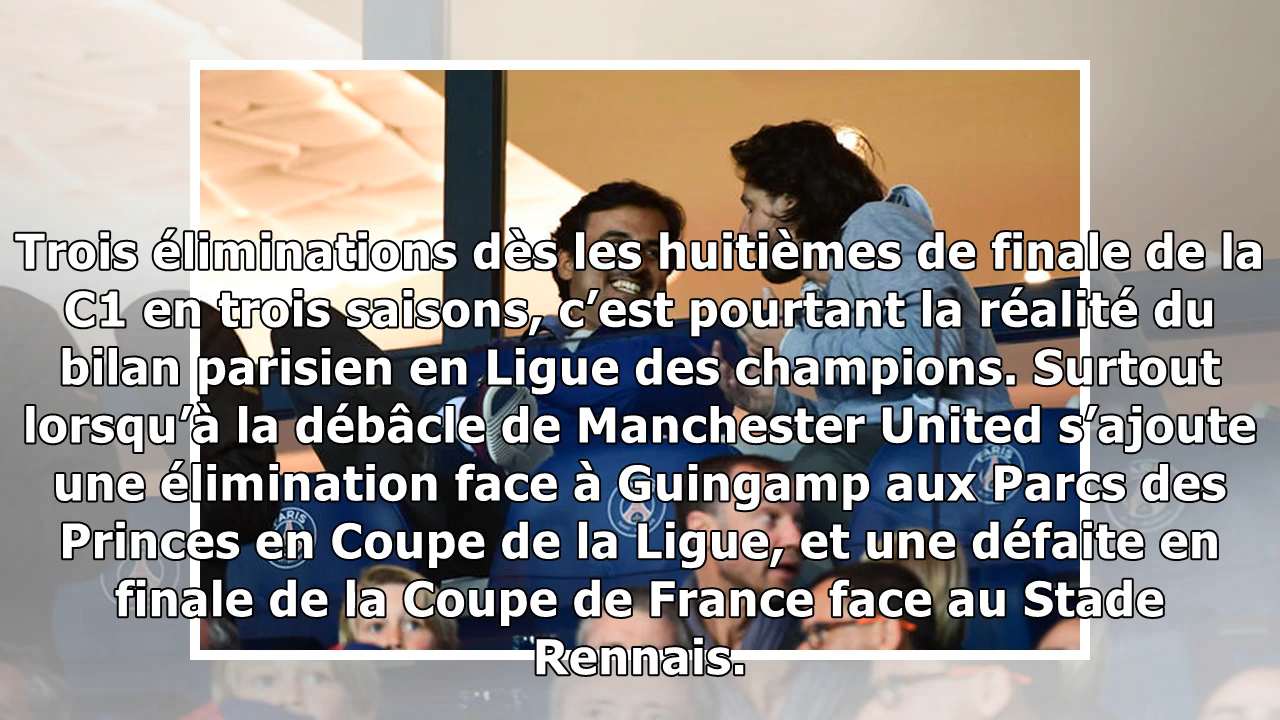 Trois éliminations dès les huitièmes de finale de la
C1 en trois saisons, c’est pourtant la réalité du
bilan parisien en Ligue des champions. Surtout
lorsqu’à la débâcle de Manchester United s’ajoute
une élimination face à Guingamp aux Parcs des
Princes en Coupe de la Ligue, et une défaite en
finale de la Coupe de France face au Stade
Rennais.
PARIS
PARIS